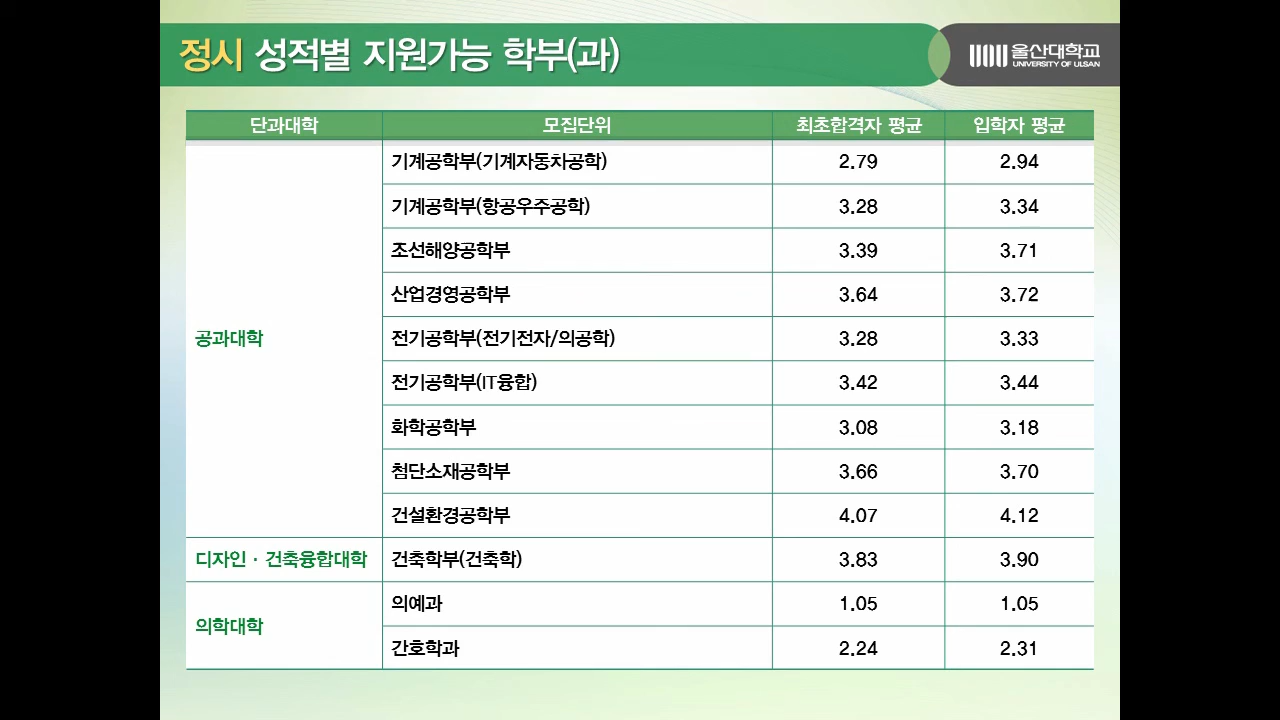 정시 성적별 지원가능 학부(과)
울산대학교
UNIVERSITY OF ULSAN
단과대학 모집단위 최초합격자 평균 입학자 평균
공과대학 기계공학부(기계자동차공학) 2.79 2.94
기계공학부(항공우주공학) 3.28 3.34
조선해양공학부 3.39 3.71
산업경영공학부 3.64 3.72
전기공학부(전기전자/의공학) 3.28 3.33
전기공학부(IT융합) 3.42 3.44
화학공학부 3.08 3.18
첨단소재공학부 3.66 3.70
건설환경공학부 4.07 4.12
디자인 · 건축융합대학 건축학부(건축학) 3.83 3.90
의학대학 의예과 1.05 1.05
간호학과 2.24 2.31